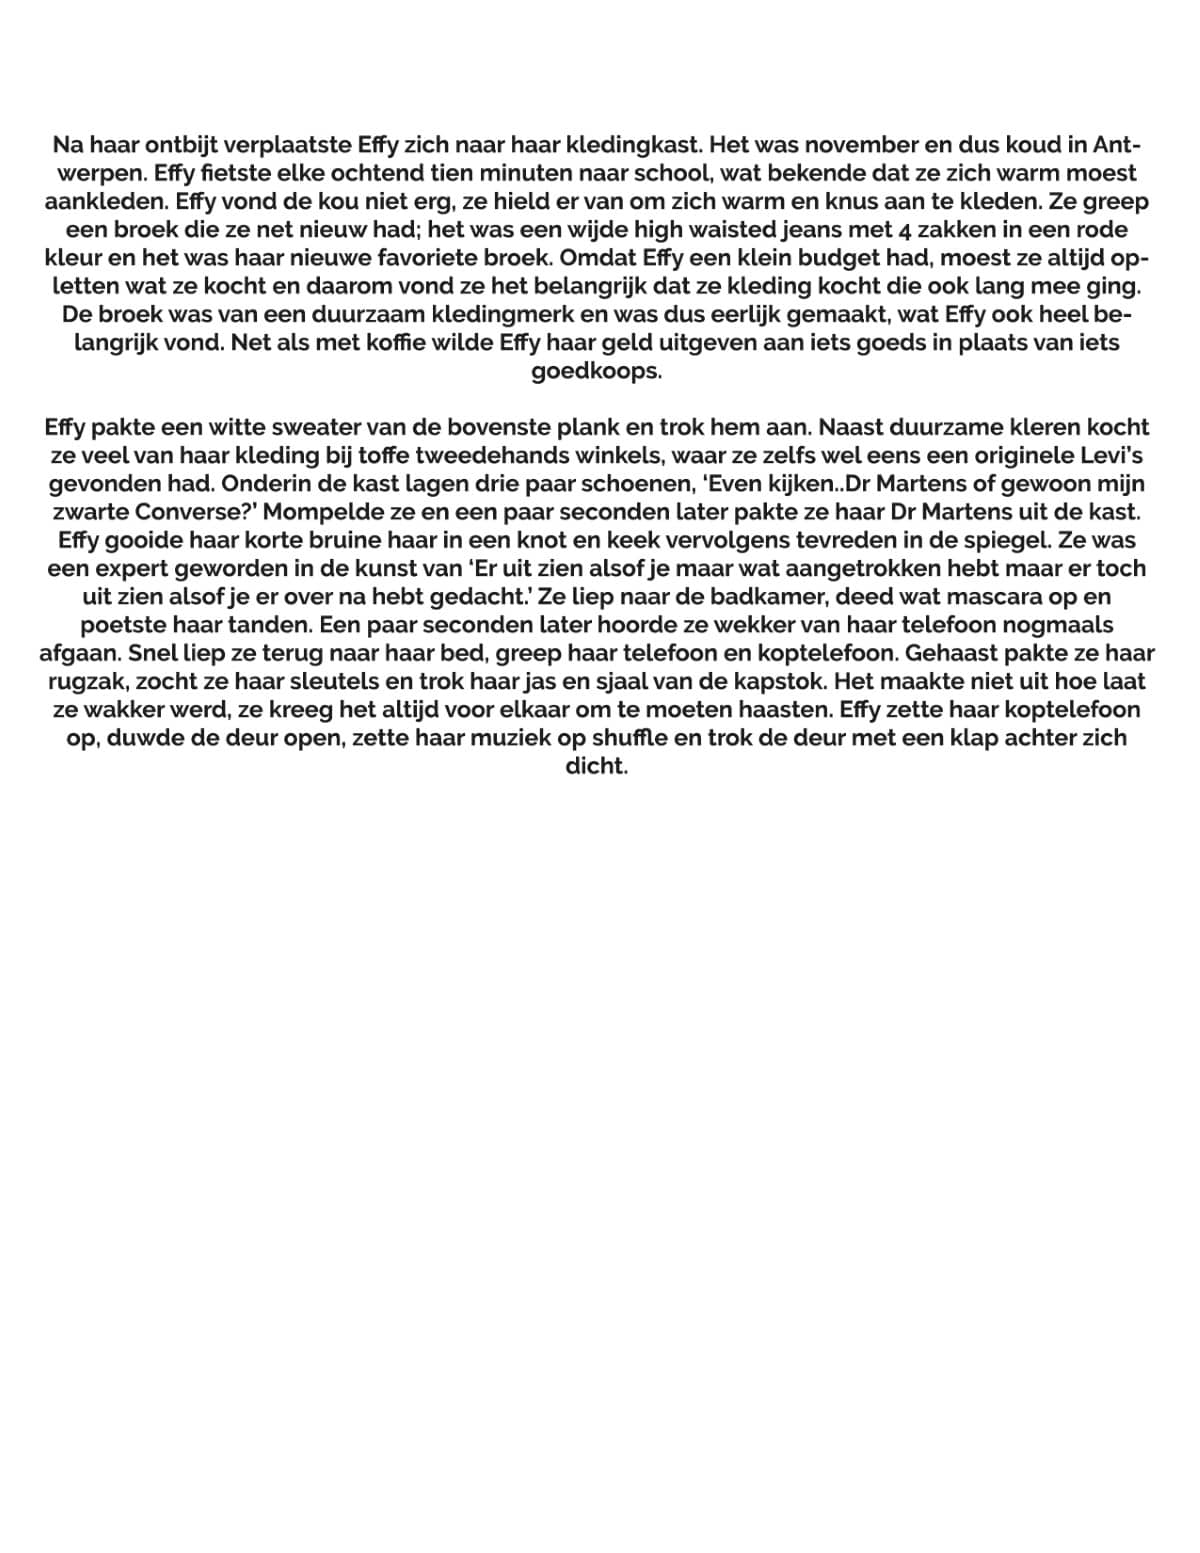 Na haar ontbijt verplaatste Effy zich naar haar kledingkast. Het was november en dus koud in Ant-
werpen. Effy fietste elke ochtend tien minuten naar school, wat bekende dat ze zich warm moest
aankleden. Effy vond de kou niet erg, ze hield er van om zich warm en knus aan te kleden. Ze greep
een broek die ze net nieuw had; het was een wijde high waisted jeans met 4 zakken in een rode
kleur en het was haar nieuwe favoriete broek. Omdat Effy een klein budget had, moest ze altijd op-
letten wat ze kocht en daarom vond ze het belangrijk dat ze kleding kocht die ook lang mee ging.
De broek was van een duurzaam kledingmerk en was dus eerlijk gemaakt, wat Effy ook heel be-
langrijk vond. Net als met koffie wilde Effy haar geld uitgeven aan iets goeds in plaats van iets
goedkoops.
Effy pakte een witte sweater van de bovenste plank en trok hem aan. Naast duurzame kleren kocht
ze veel van haar kleding bij toffe tweedehands winkels, waar ze zelfs wel eens een originele Levi’s
gevonden had. Onderin de kast lagen drie paar schoenen, ‘Even kijken..Dr Martens of gewoon mijn
zwarte Converse?’ Mompelde ze en een paar seconden later pakte ze haar Dr Martens uit de kast.
Effy gooide haar korte bruine haar in een knot en keek vervolgens tevreden in de spiegel. Ze was
een expert geworden in de kunst van ‘Er uit zien alsof je maar wat aangetrokken hebt maar er toch
uit zien alsof je er over na hebt gedacht.’ Ze liep naar de badkamer, deed wat mascara op en
poetste haar tanden. Een paar seconden later hoorde ze wekker van haar telefoon nogmaals
afgaan. Snel liep ze terug naar haar bed, greep haar telefoon en koptelefoon. Gehaast pakte ze haar
rugzak, zocht ze haar sleutels en trok haar jas en sjaal van de kapstok. Het maakte niet uit hoe laat
ze wakker werd, ze kreeg het altijd voor elkaar om te moeten haasten. Effy zette haar koptelefoon
op, duwde de deur open, zette haar muziek op shuffle en trok de deur met een klap achter zich
dicht.